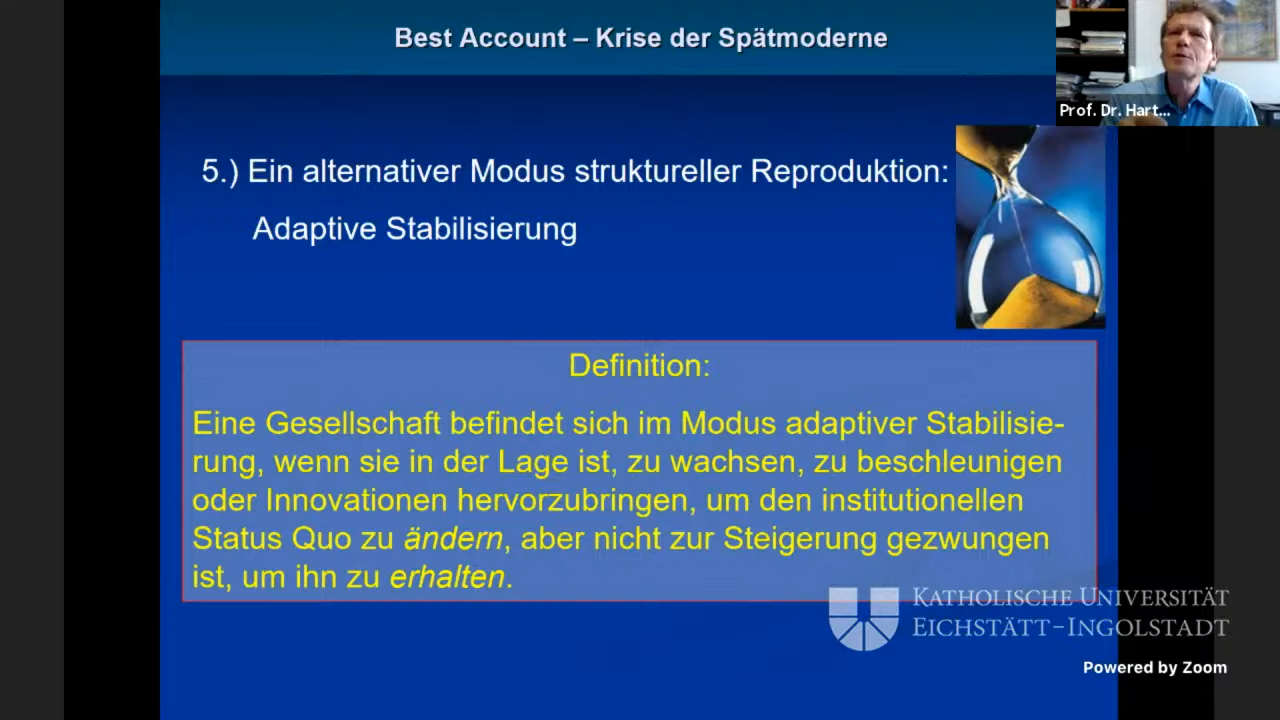 Best Account – Krise der Spätmoderne
Prof. Dr. Hart...
5.) Ein alternativer Modus struktureller Reproduktion:
Adaptive Stabilisierung
Definition:
Eine Gesellschaft befindet sich im Modus adaptiver Stabilisie-
rung, wenn sie in der Lage ist, zu wachsen, zu beschleunigen
oder Innovationen hervorzubringen, um den institutionellen
Status Quo zu ändern, aber nicht zur Steigerung gezwungen
ist, um ihn zu erhalten.
KATHOLISCHE UNIVERSITÄT
EICHSTÄTT-INGOLSTADT
Powered by Zoom